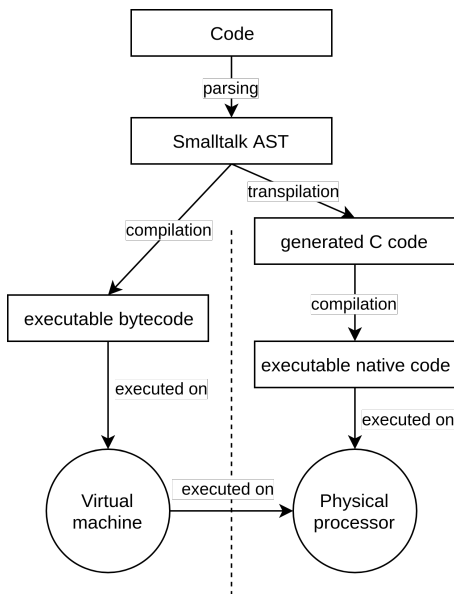 Code
parsing
Smalltalk AST
transpilation
compilation
generated C code
compilation
executable bytecode
executable native code
executed on
executed on
Virtual
machine
executed on
Physical
processor